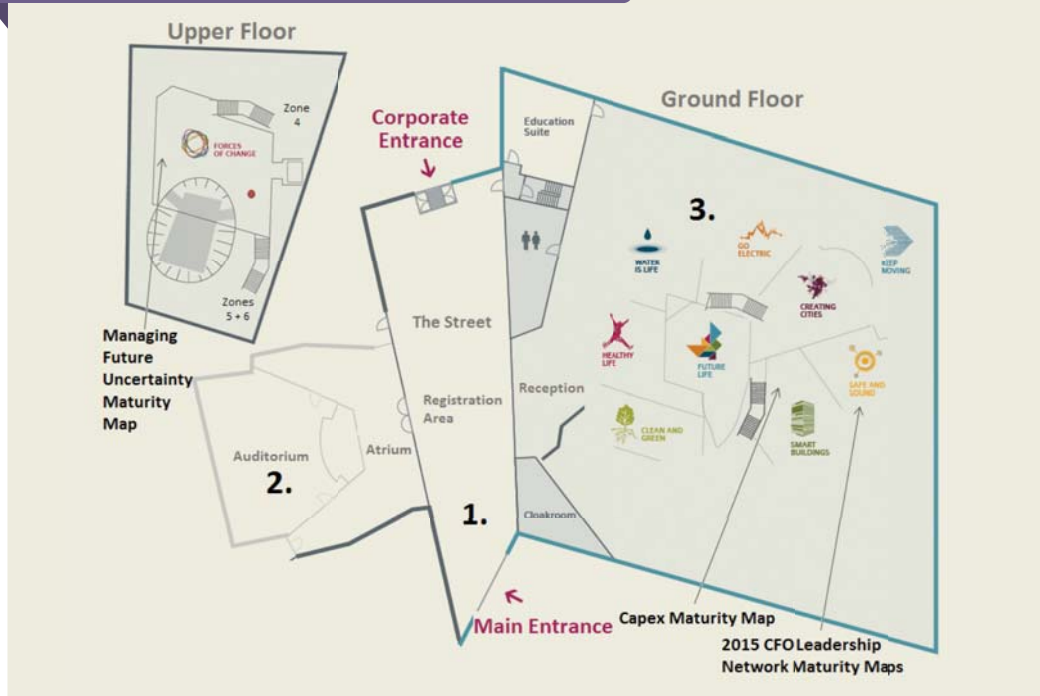 Upper Floor
Zone
4
FORCES
OF CHANGE
Zones
5 + 6
Managing
Future
Uncertainty
Maturity
Map
Corporate
Entrance
Ground Floor
Education
Suite
3.
WATER
IS LIFE
GO
ELECTRIC
KEEP
MOVING
CREATING
CITIES
The Street
HEALTHY
LIFE
FUTURE
LIFE
SAFE AND
SOUND
Registration
Area
Reception
CLEAN AND
GREEN
SMART
BUILDINGS
Atrium
Auditorium
2.
1.
Cloakroom
Main Entrance
Capex Maturity Map
2015 CFO Leadership
Network Maturity Maps